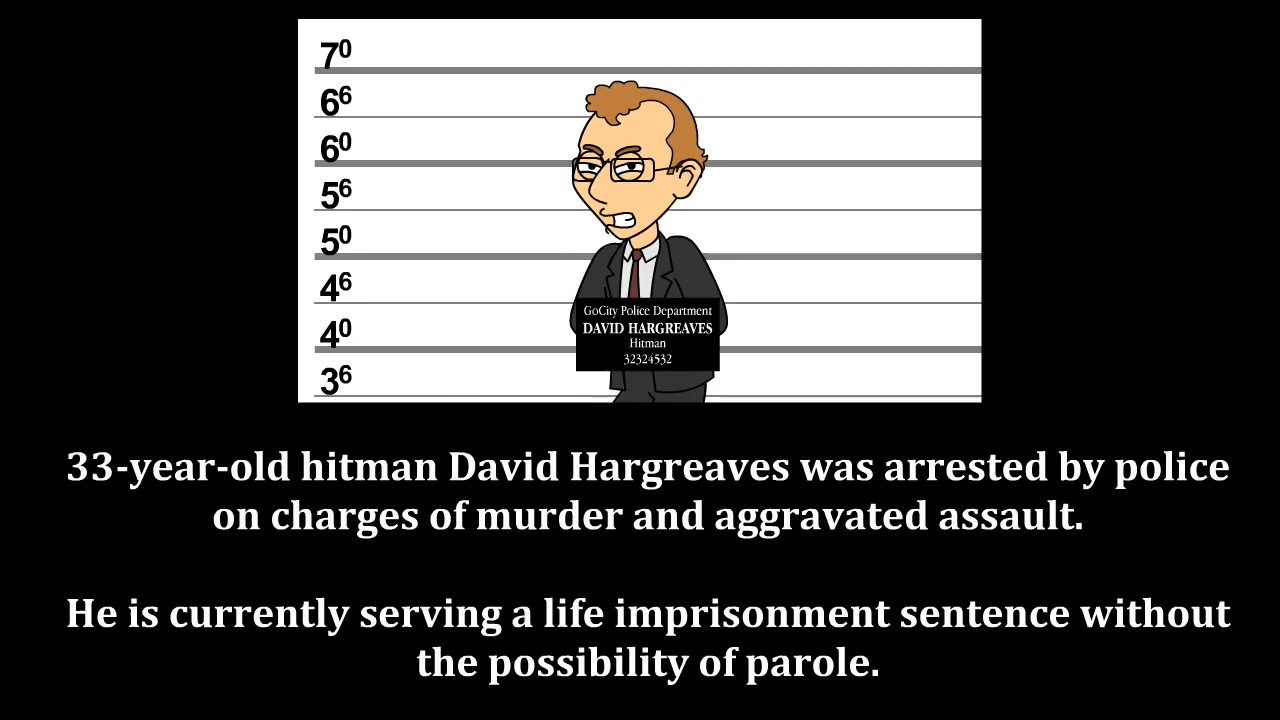 7⁰
6⁶
6⁰
5⁶
5⁰
4⁶
4⁰
3⁶
GoCity Police Department
DAVID HARGREAVES
Hitman
32324532
33-year-old hitman David Hargreaves was arrested by police
on charges of murder and aggravated assault.
He is currently serving a life imprisonment sentence without
the possibility of parole.